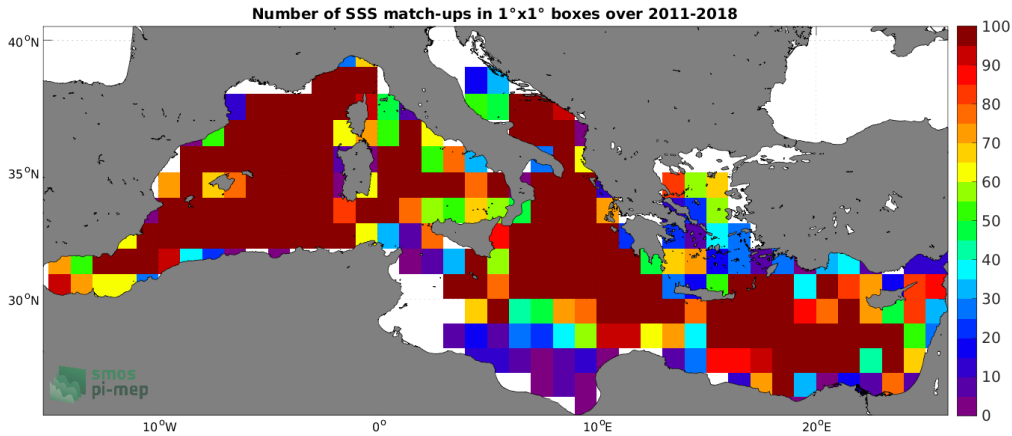 Number of SSS match-ups in 1°x1° boxes over 2011-2018
40°N
35°N
30°N
10°W
0°
10°E
20°E
100
90
80
70
60
50
40
30
20
10
0
smos
pi-mep